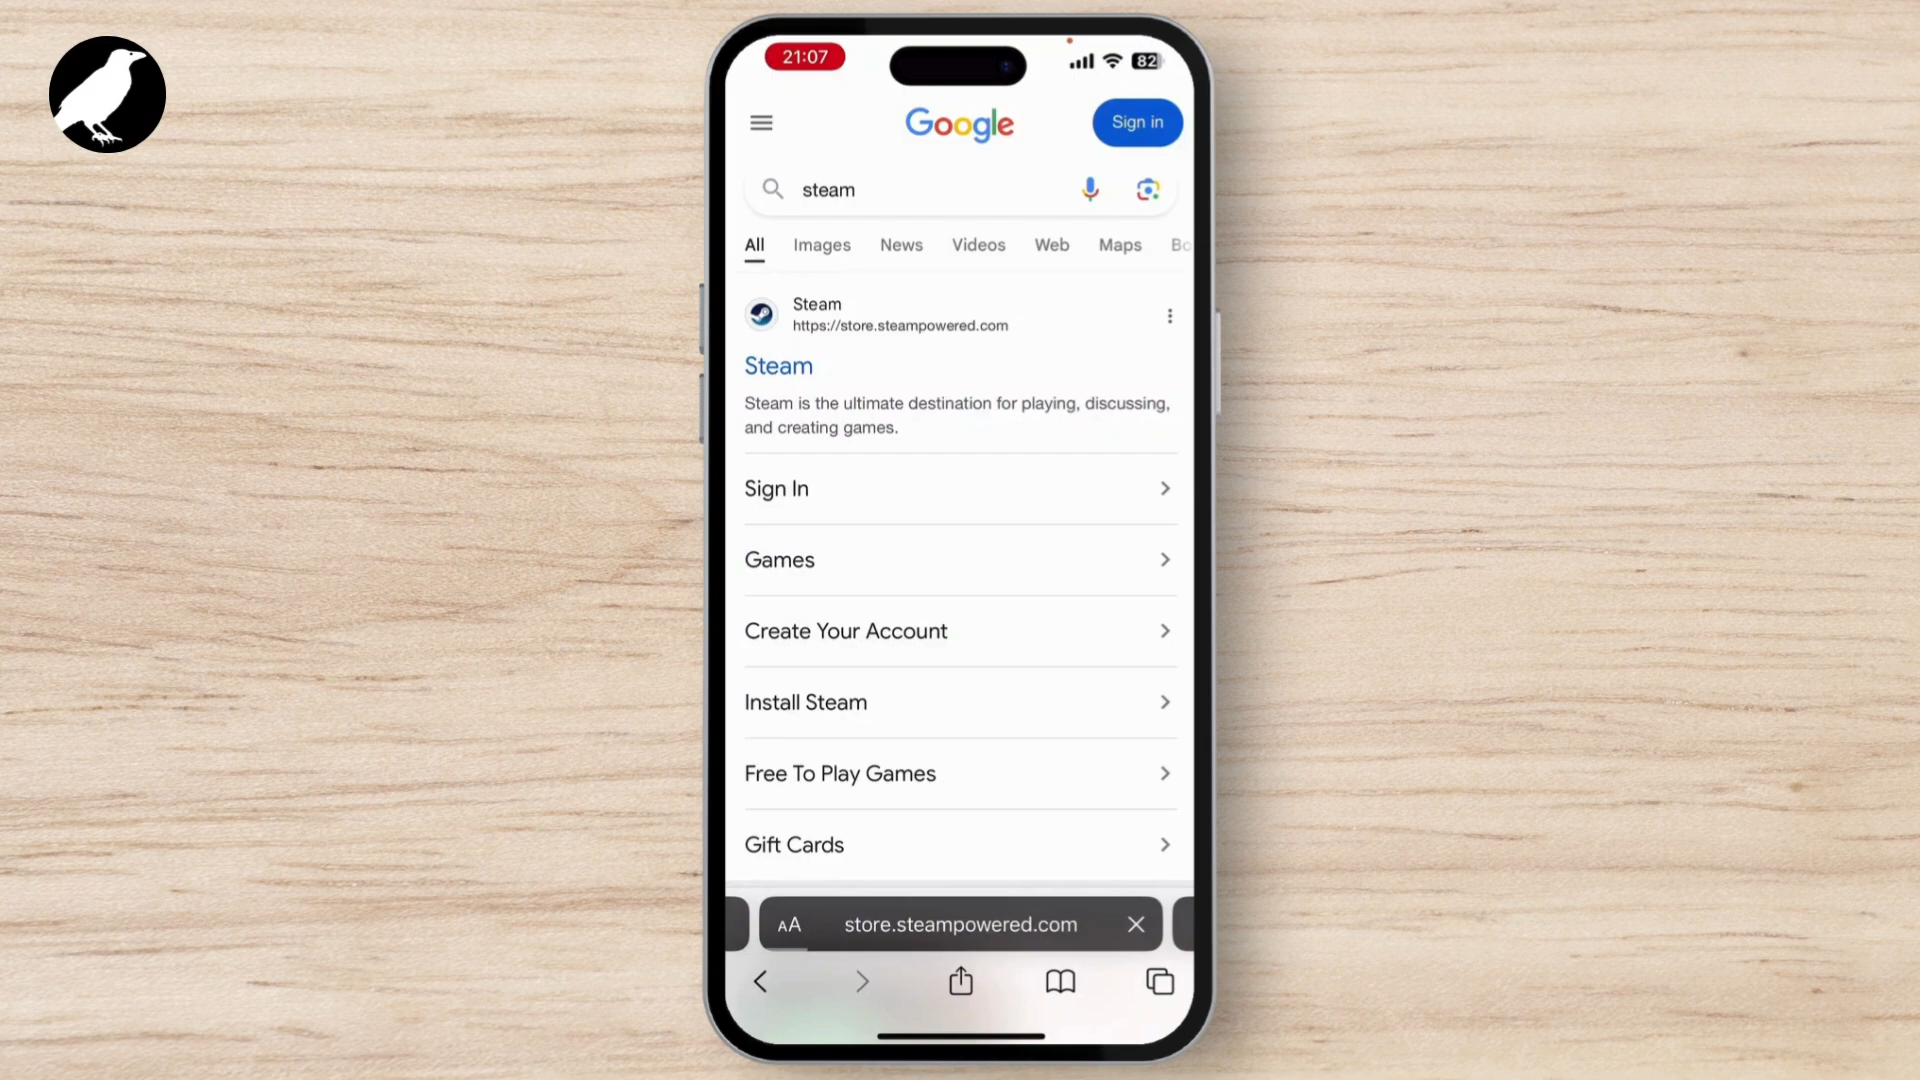 21:07
82
Google
Sign in
steam
All Images News Videos Web Maps Bo
Steam
https://store.steampowered.com
Steam
Steam is the ultimate destination for playing, discussing,
and creating games.
Sign In
Games
Create Your Account
Install Steam
Free To Play Games
Gift Cards
AA store.steampowered.com